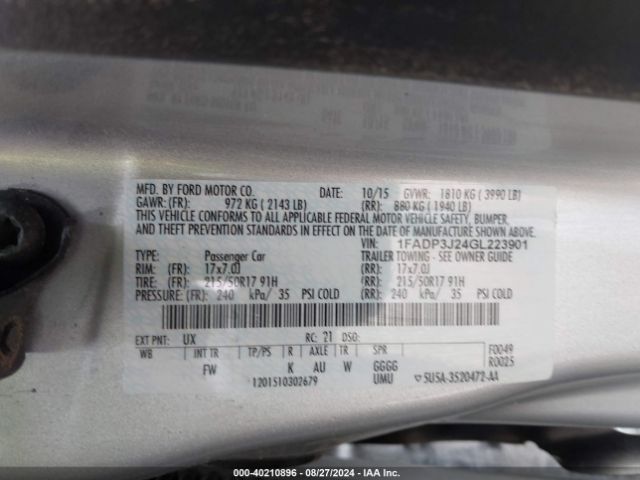 MFD. BY FORD MOTOR CO. DATE: 10/15 GVWR: 1810 KG ( 3990 LB)
GAWR: (FR): 972 KG ( 2143 LB) (RR): 880 KG ( 1940 LB)
THIS VEHICLE CONFORMS TO ALL APPLICABLE FEDERAL MOTOR VEHICLE SAFETY, BUMPER,
AND THEFT PREVENTION STANDARDS IN EFFECT ON THE DATE OF MANUFACTURE SHOWN ABOVE.
VIN: 1FADP3J24GL223901
TYPE: Passenger Car TRAILER TOWING - SEE OWNER GUIDE
RIM: (FR): 17x7.0J (RR): 17x7.0J
TIRE: (FR): 215/50R17 91H (RR): 215/50R17 91H
PRESSURE: (FR): 240 kPa/ 35 PSI COLD (RR): 240 kPa/ 35 PSI COLD
EXT PNT: UX RC: 21 DSO: F0049
WB INT TR TP/PS R AXLE TR SPR R0025
FW K AU W GGGG
1201510302679 UMU 5U5A-3520472-AA
000-40210896 - 08/27/2024 - IAA Inc.